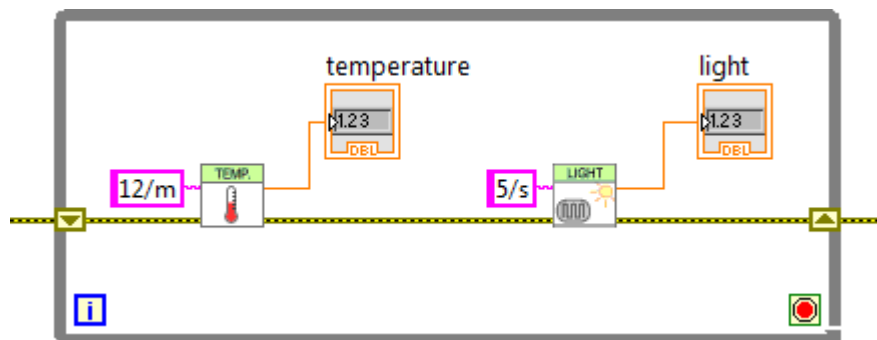 temperature
light
1.23
DBL
1.23
DBL
12/m
TEMP.
5/s
LIGHT
i